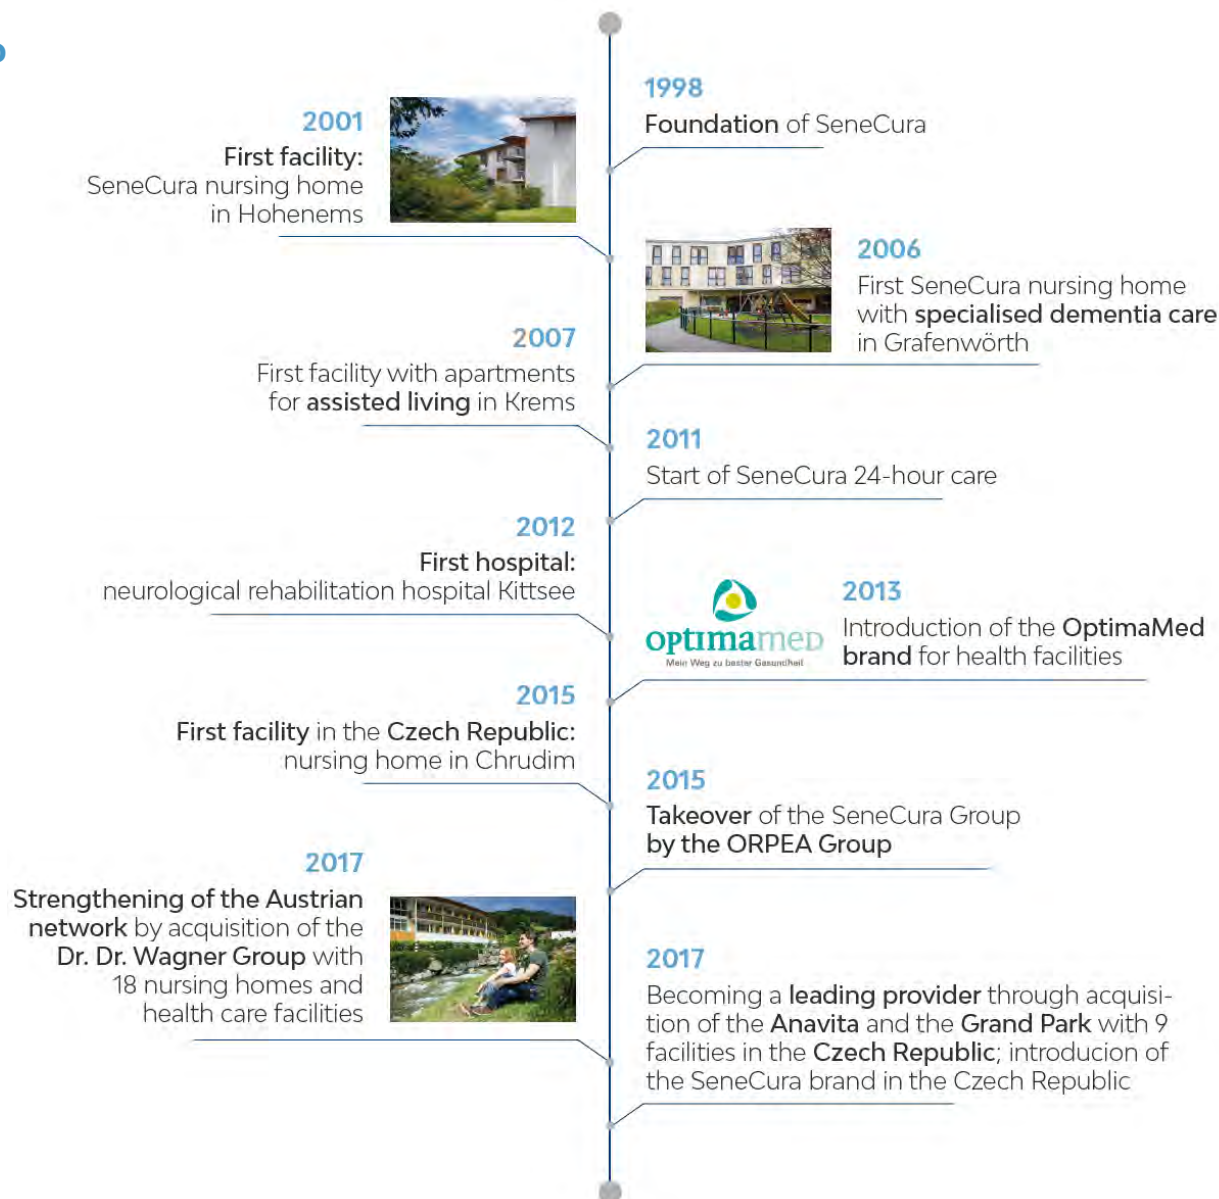 1998
Foundation of SeneCura
2001
First facility:
SeneCura nursing home
in Hohenems
2006
First SeneCura nursing home
with specialised dementia care
in Grafenwörth
2007
First facility with apartments
for assisted living in Krems
2011
Start of SeneCura 24-hour care
2012
First hospital:
neurological rehabilitation hospital Kittsee
optimamed
Mein Weg zu bester Gesundheit
2013
Introduction of the OptimaMed
brand for health facilities
2015
First facility in the Czech Republic:
nursing home in Chrudim
2015
Takeover of the SeneCura Group
by the ORPEA Group
2017
Strengthening of the Austrian
network by acquisition of the
Dr. Dr. Wagner Group with
18 nursing homes and
health care facilities
2017
Becoming a leading provider through acquisi-
tion of the Anavita and the Grand Park with 9
facilities in the Czech Republic; introducion of
the SeneCura brand in the Czech Republic